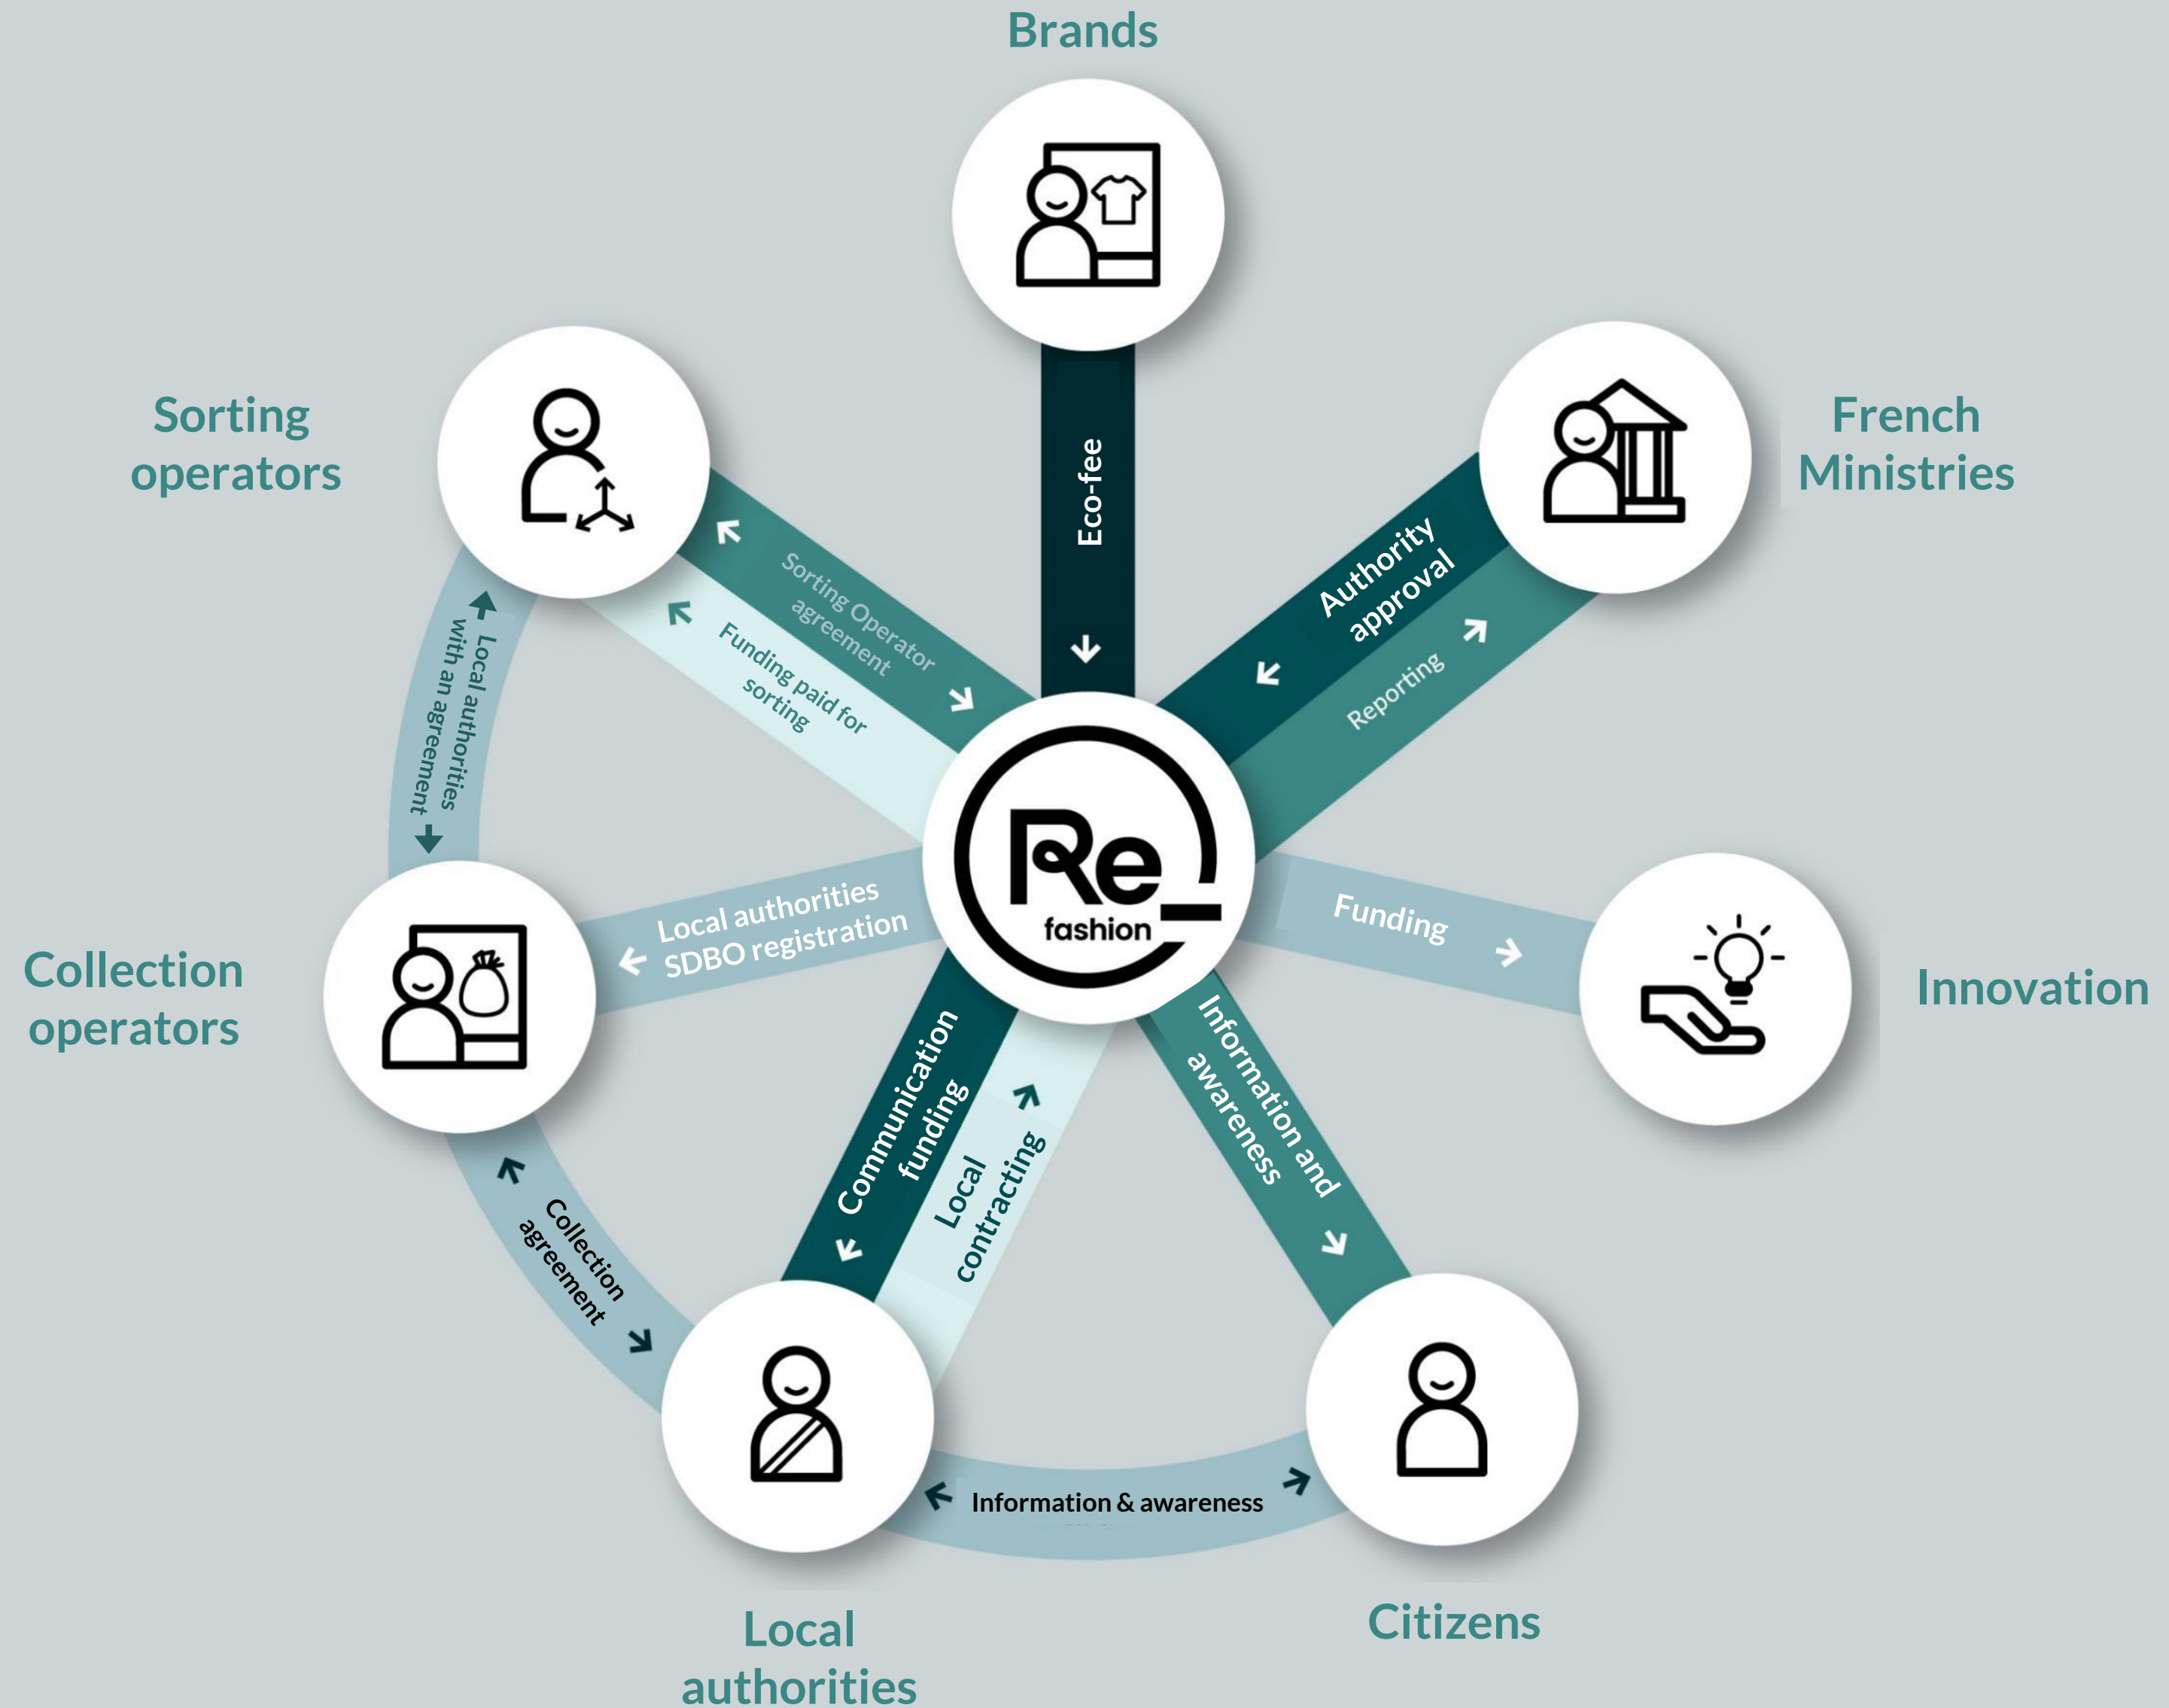 Brands
Sorting
operators
French
Ministries
Eco-fee
Authority
approval
Reporting
Sorting Operator
agreement
Funding paid for
sorting
Local authorities
with an agreement
Re_
fashion
Local authorities
SDBO registration
Funding
Collection
operators
Innovation
Communication
funding
Local
contracting
Information and
awareness
Collection
agreement
Information & awareness
Local
authorities
Citizens